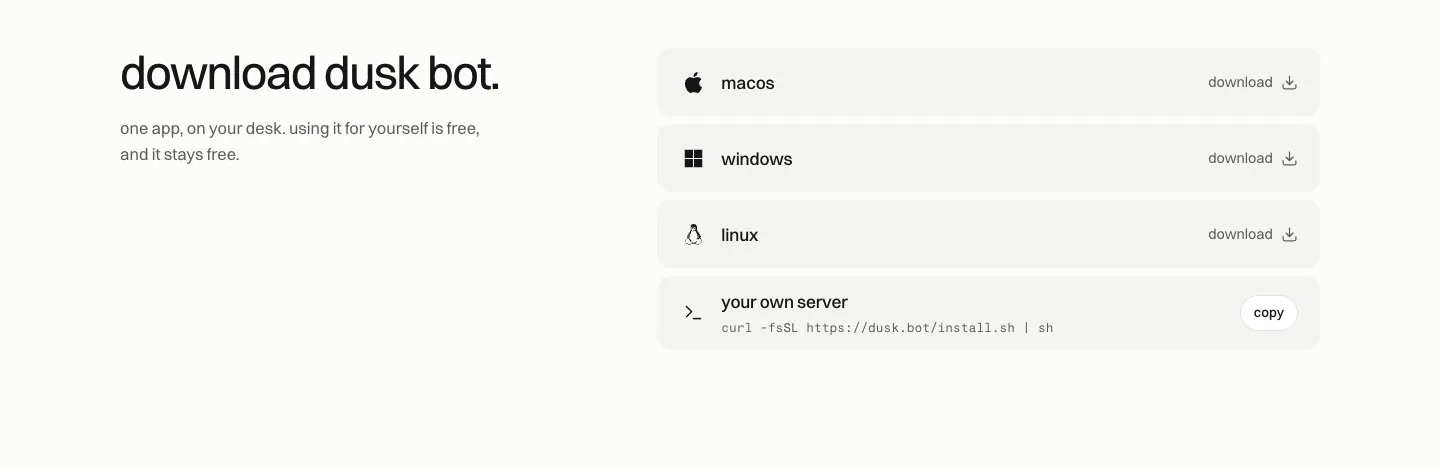 download dusk bot.
one app, on your desk. using it for yourself is free,
and it stays free.
macos
download
windows
download
linux
download
your own server
curl -fsSL https://dusk.bot/install.sh | sh
copy